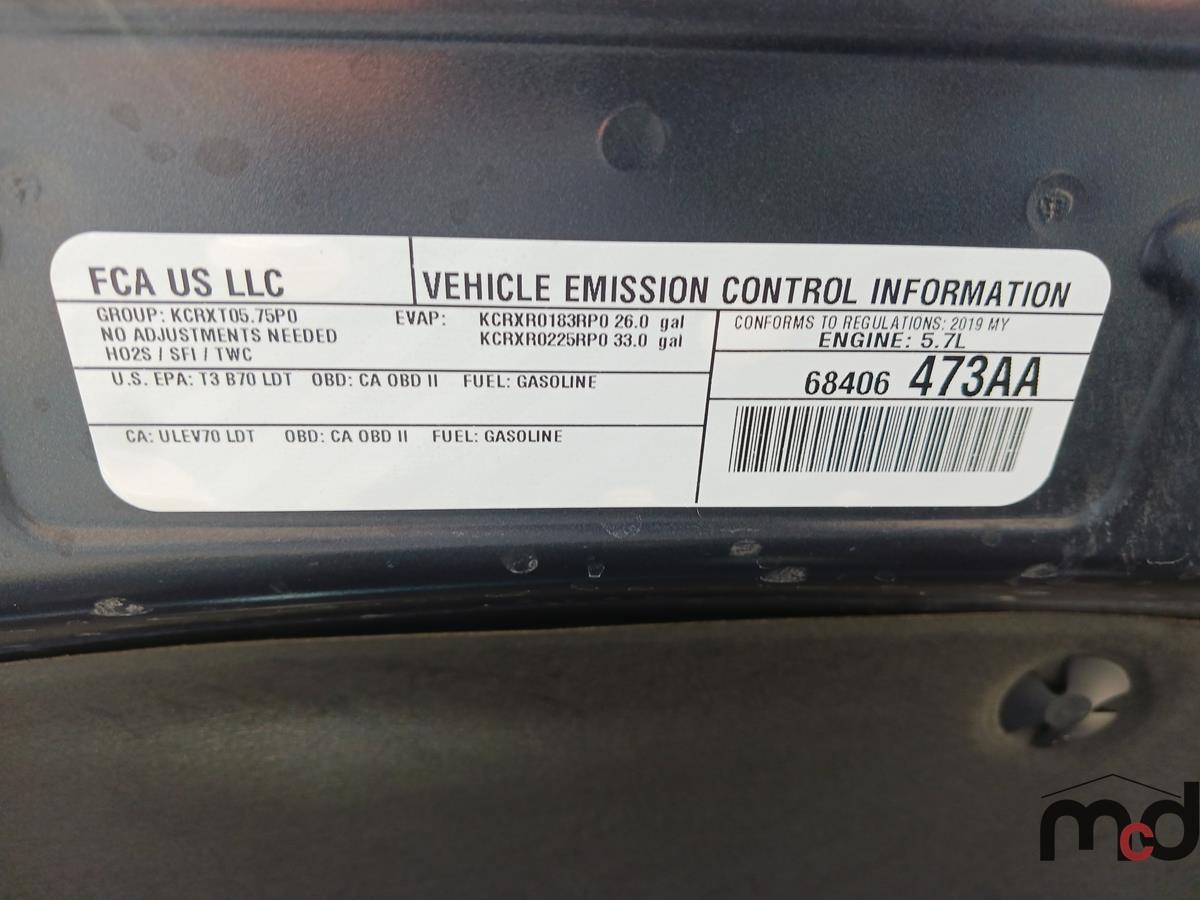 FCA US LLC
VEHICLE EMISSION CONTROL INFORMATION
GROUP: KCRXT05.75P0
NO ADJUSTMENTS NEEDED
HO2S / SFI / TWC
EVAP: KCRXR0183RP0 26.0 gal
KCRXR0225RP0 33.0 gal
CONFORMS TO REGULATIONS: 2019 MY
ENGINE: 5.7L
U.S. EPA: T3 B70 LDT OBD: CA OBD II FUEL: GASOLINE
68406 473AA
CA: ULEV70 LDT OBD: CA OBD II FUEL: GASOLINE
mcd